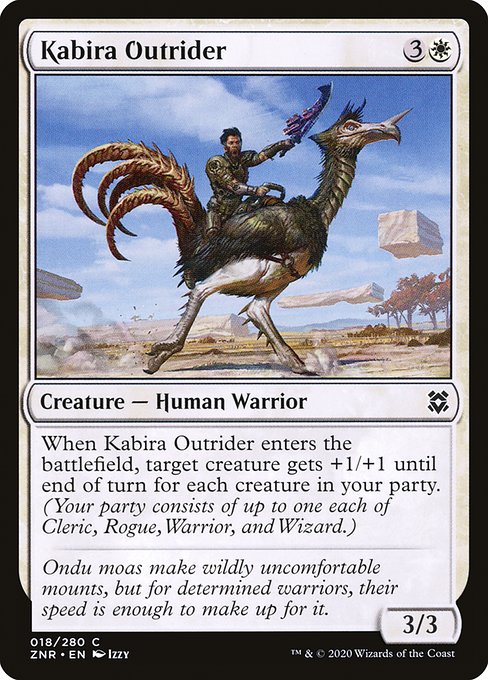 Kabira Outrider 3
Creature — Human Warrior
When Kabira Outrider enters the
battlefield, target creature gets +1/+1 until
end of turn for each creature in your party.
(Your party consists of up to one each of
Cleric, Rogue, Warrior, and Wizard.)
Ondu moas make wildly uncomfortable
mounts, but for determined warriors, their
speed is enough to make up for it.
3/3
018/280 C
ZNR • EN Izzy ™ & © 2020 Wizards of the Coast